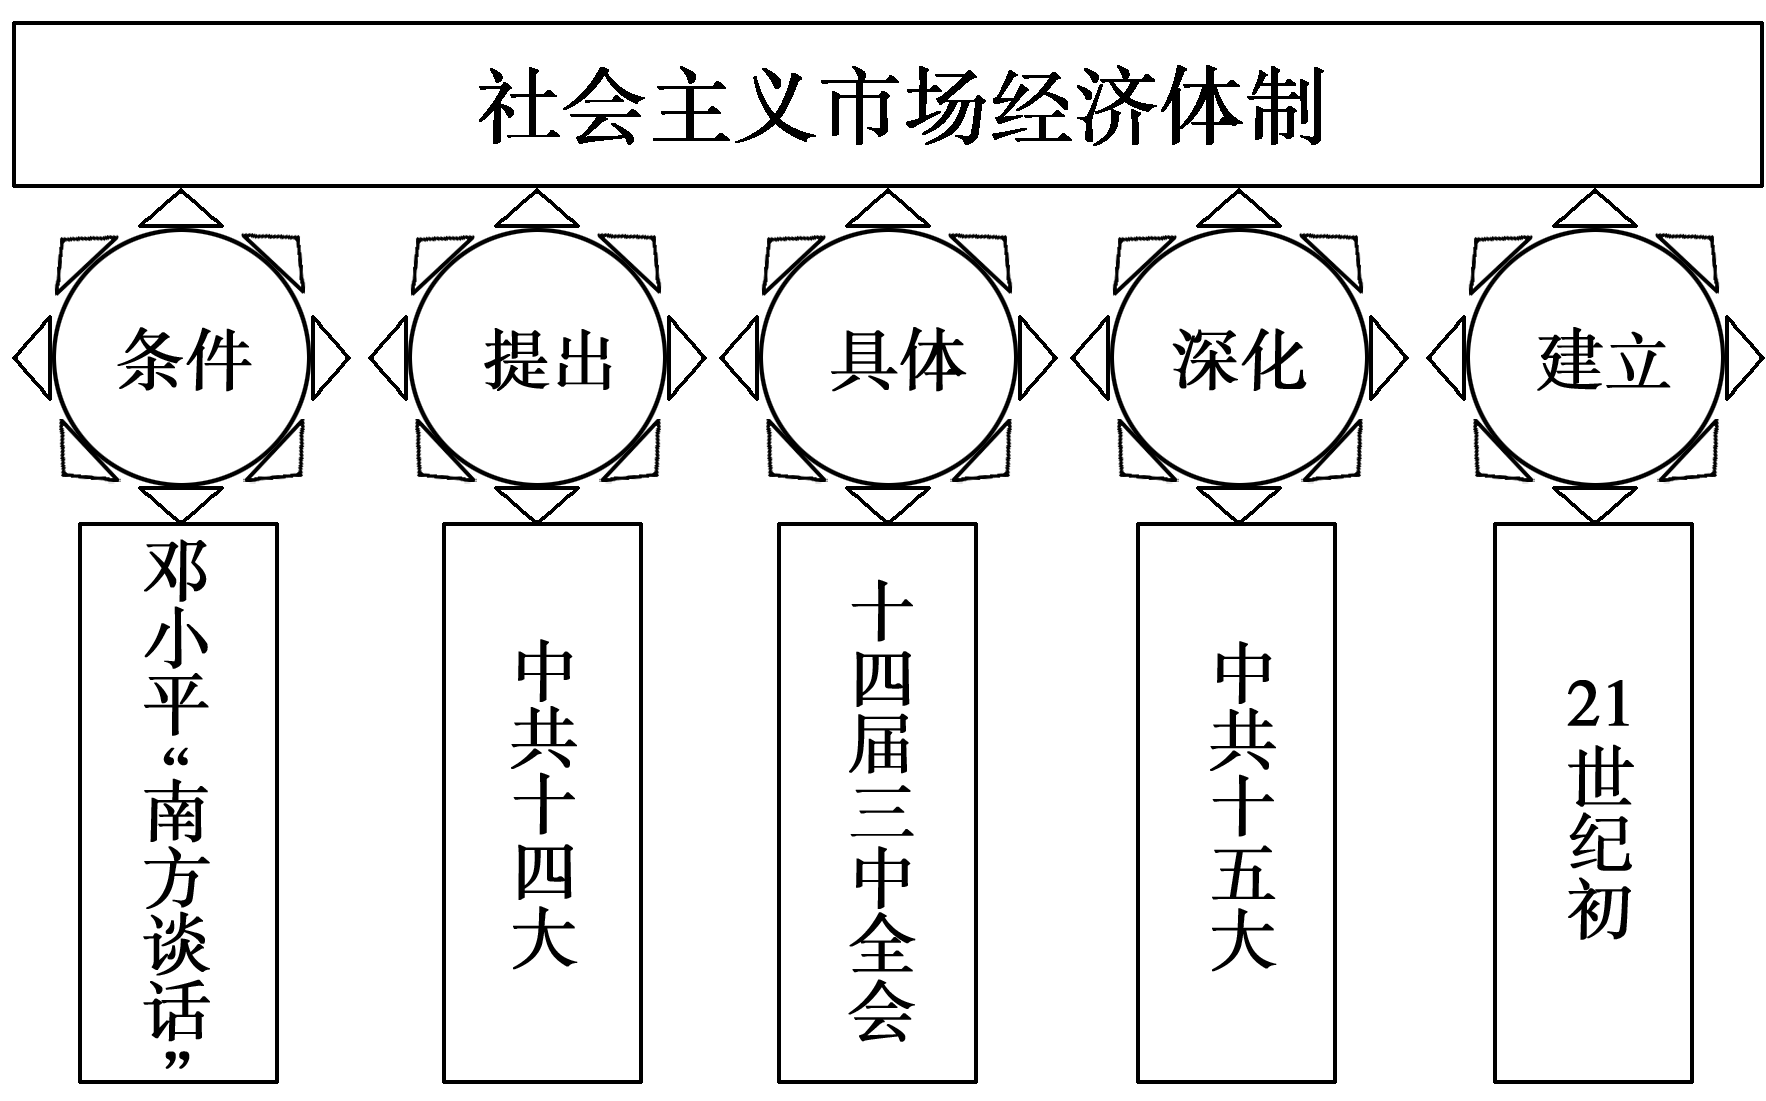 社会主义市场经济体制
条件
提出
具体
深化
建立
邓小平“南方谈话”
中共十四大
十四届三中全会
中共十五大
21世纪初